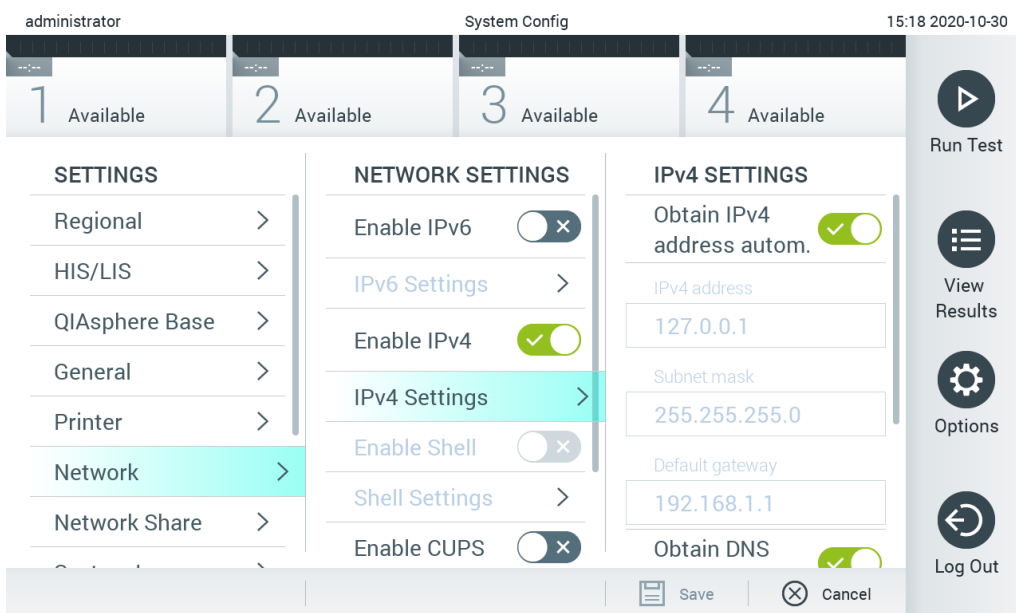 administrator System Config 15:18 2020-10-30
--:-- --:-- --:-- --:--
1 Available 2 Available 3 Available 4 Available
Run Test
View
Results
Options
Log Out
SETTINGS
Regional
HIS/LIS
QIAsphere Base
General
Printer
Network
Network Share
NETWORK SETTINGS
Enable IPv6
IPv6 Settings
Enable IPv4
IPv4 Settings
Enable Shell
Shell Settings
Enable CUPS
IPv4 SETTINGS
Obtain IPv4
address autom.
IPv4 address
127.0.0.1
Subnet mask
255.255.255.0
Default gateway
192.168.1.1
Obtain DNS
Save Cancel